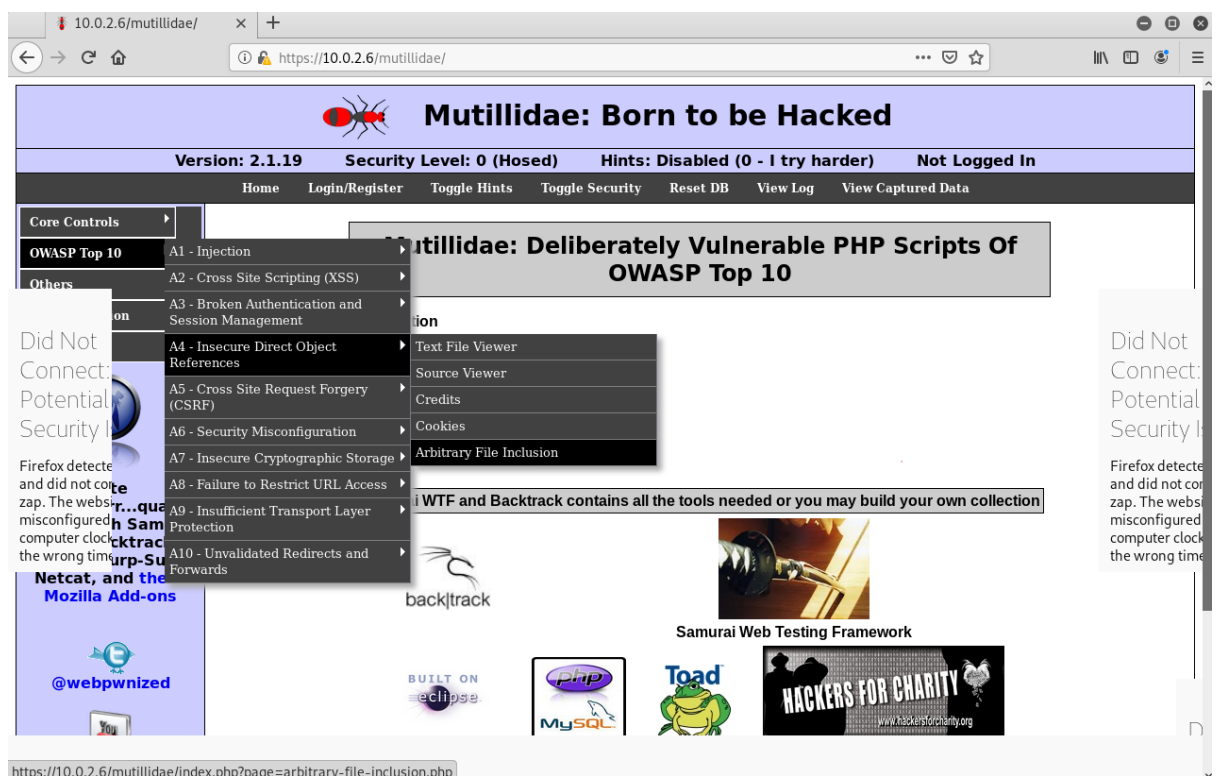 10.0.2.6/mutillidae/
https://10.0.2.6/mutillidae/
Mutillidae: Born to be Hacked
Version: 2.1.19 Security Level: 0 (Hosed) Hints: Disabled (0 - I try harder) Not Logged In
Home Login/Register Toggle Hints Toggle Security Reset DB View Log View Captured Data
Core Controls
OWASP Top 10
Others
A1 - Injection
A2 - Cross Site Scripting (XSS)
A3 - Broken Authentication and
Session Management
A4 - Insecure Direct Object
References
A5 - Cross Site Request Forgery
(CSRF)
A6 - Security Misconfiguration
A7 - Insecure Cryptographic Storage
A8 - Failure to Restrict URL Access
A9 - Insufficient Transport Layer
Protection
A10 - Unvalidated Redirects and
Forwards
Text File Viewer
Source Viewer
Credits
Cookies
Arbitrary File Inclusion
Mutillidae: Deliberately Vulnerable PHP Scripts Of
OWASP Top 10
Did Not
Connect:
Potential
Security
Firefox
and did not
zap. The
misconfigured
computer clock
the wrong time
Netcat, and the
Mozilla Add-ons
@webpwnized
You
WTF and Backtrack contains all the tools needed or you may build your own collection
back|track
Samurai Web Testing Framework
BUILT ON
eclipse
php
MySQL
Toad
HACKERS FOR CHARITY
www.hackersforcharity.org
Did Not
Connect:
Potential
Security
Firefox
and did not
zap. The
misconfigured
computer clock
the wrong time
D
https://10.0.2.6/mutillidae/index.php?page=arbitrary-file-inclusion.php